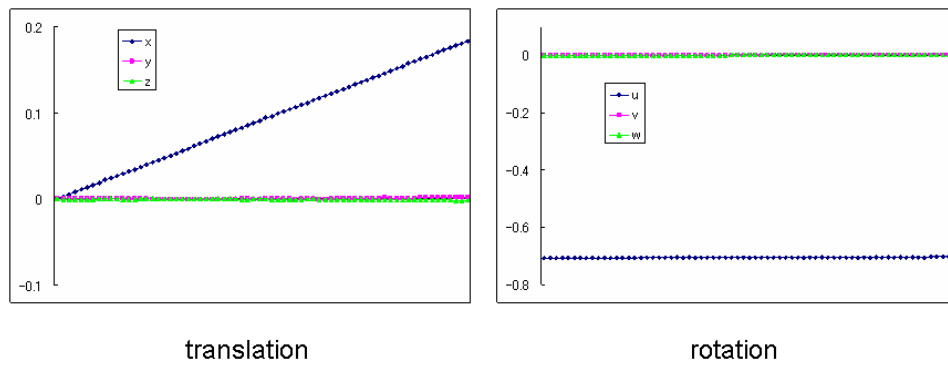 0.2
0.1
0
-0.1
x
y
z
translation
0
-0.2
-0.4
-0.6
-0.8
u
v
w
rotation